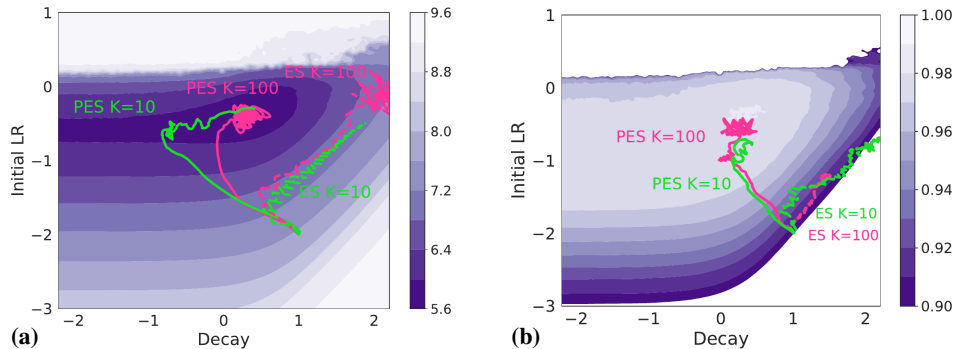 1
0
−1
−2
−3
Initial LR
ES K=100
PES K=100
PES K=10
ES K=10
−2
−1
0
1
2
Decay
(a)
9.6
8.8
8.0
7.2
6.4
5.6
1
0
−1
−2
−3
Initial LR
PES K=100
PES K=10
ES K=10
ES K=100
−2
−1
0
1
2
Decay
(b)
1.00
0.98
0.96
0.94
0.92
0.90